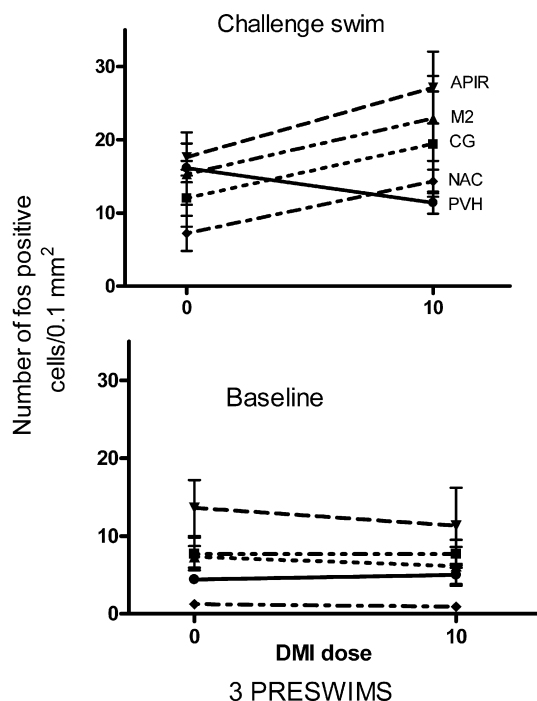 Challenge swim
30
20
10
0
APIR
M2
CG
NAC
PVH
0 10
Number of fos positive
cells/0.1 mm²
Baseline
30
20
10
0
0 10
DMI dose
3 PRESWIMS